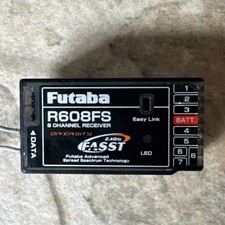 Futaba
R608FS
8 CHANNEL RECEIVER
DIVERSITY
2.4GHz
FASST
Futaba Advanced
Spread Spectrum Technology
Easy Link
LED
DATA
1
2
3
BATT.
4
5
6
7 8